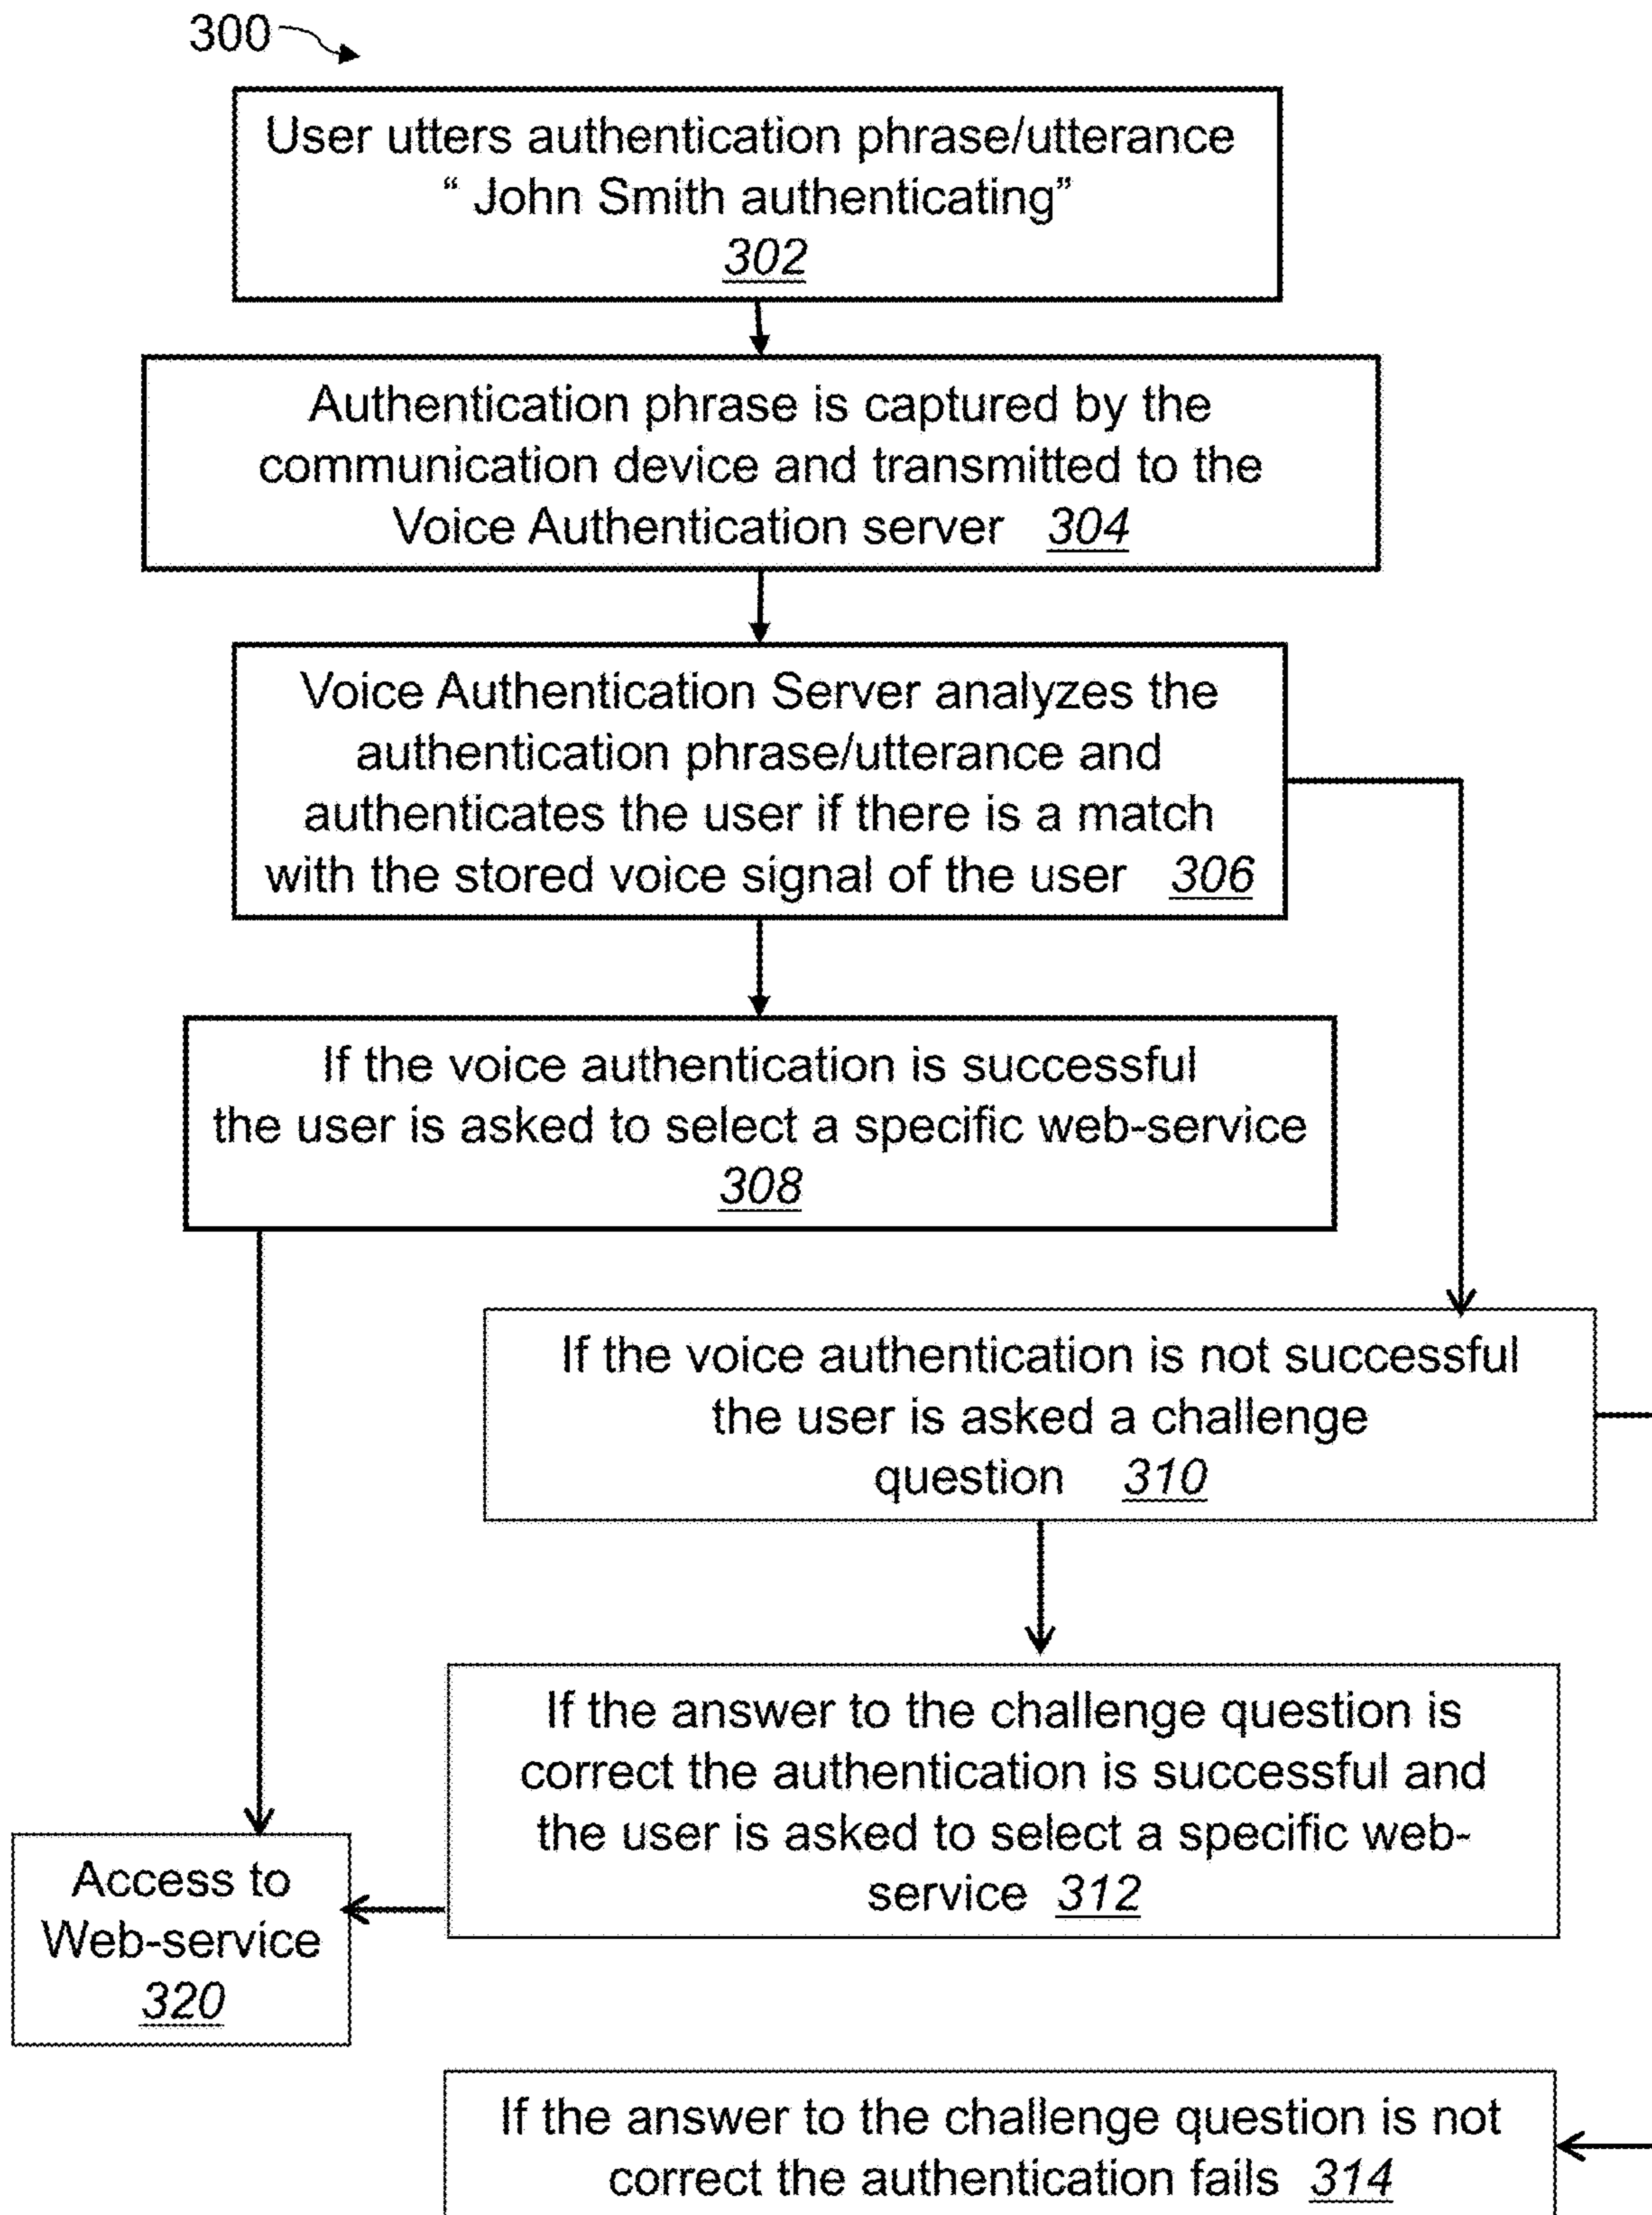 300
User utters authentication phrase/utterance
“ John Smith authenticating”
302
Authentication phrase is captured by the
communication device and transmitted to the
Voice Authentication server 304
Voice Authentication Server analyzes the
authentication phrase/utterance and
authenticates the user if there is a match
with the stored voice signal of the user 306
If the voice authentication is successful
the user is asked to select a specific web-service
308
If the voice authentication is not successful
the user is asked a challenge
question 310
If the answer to the challenge question is
correct the authentication is successful and
the user is asked to select a specific web-
service 312
Access to
Web-service
320
If the answer to the challenge question is not
correct the authentication fails 314